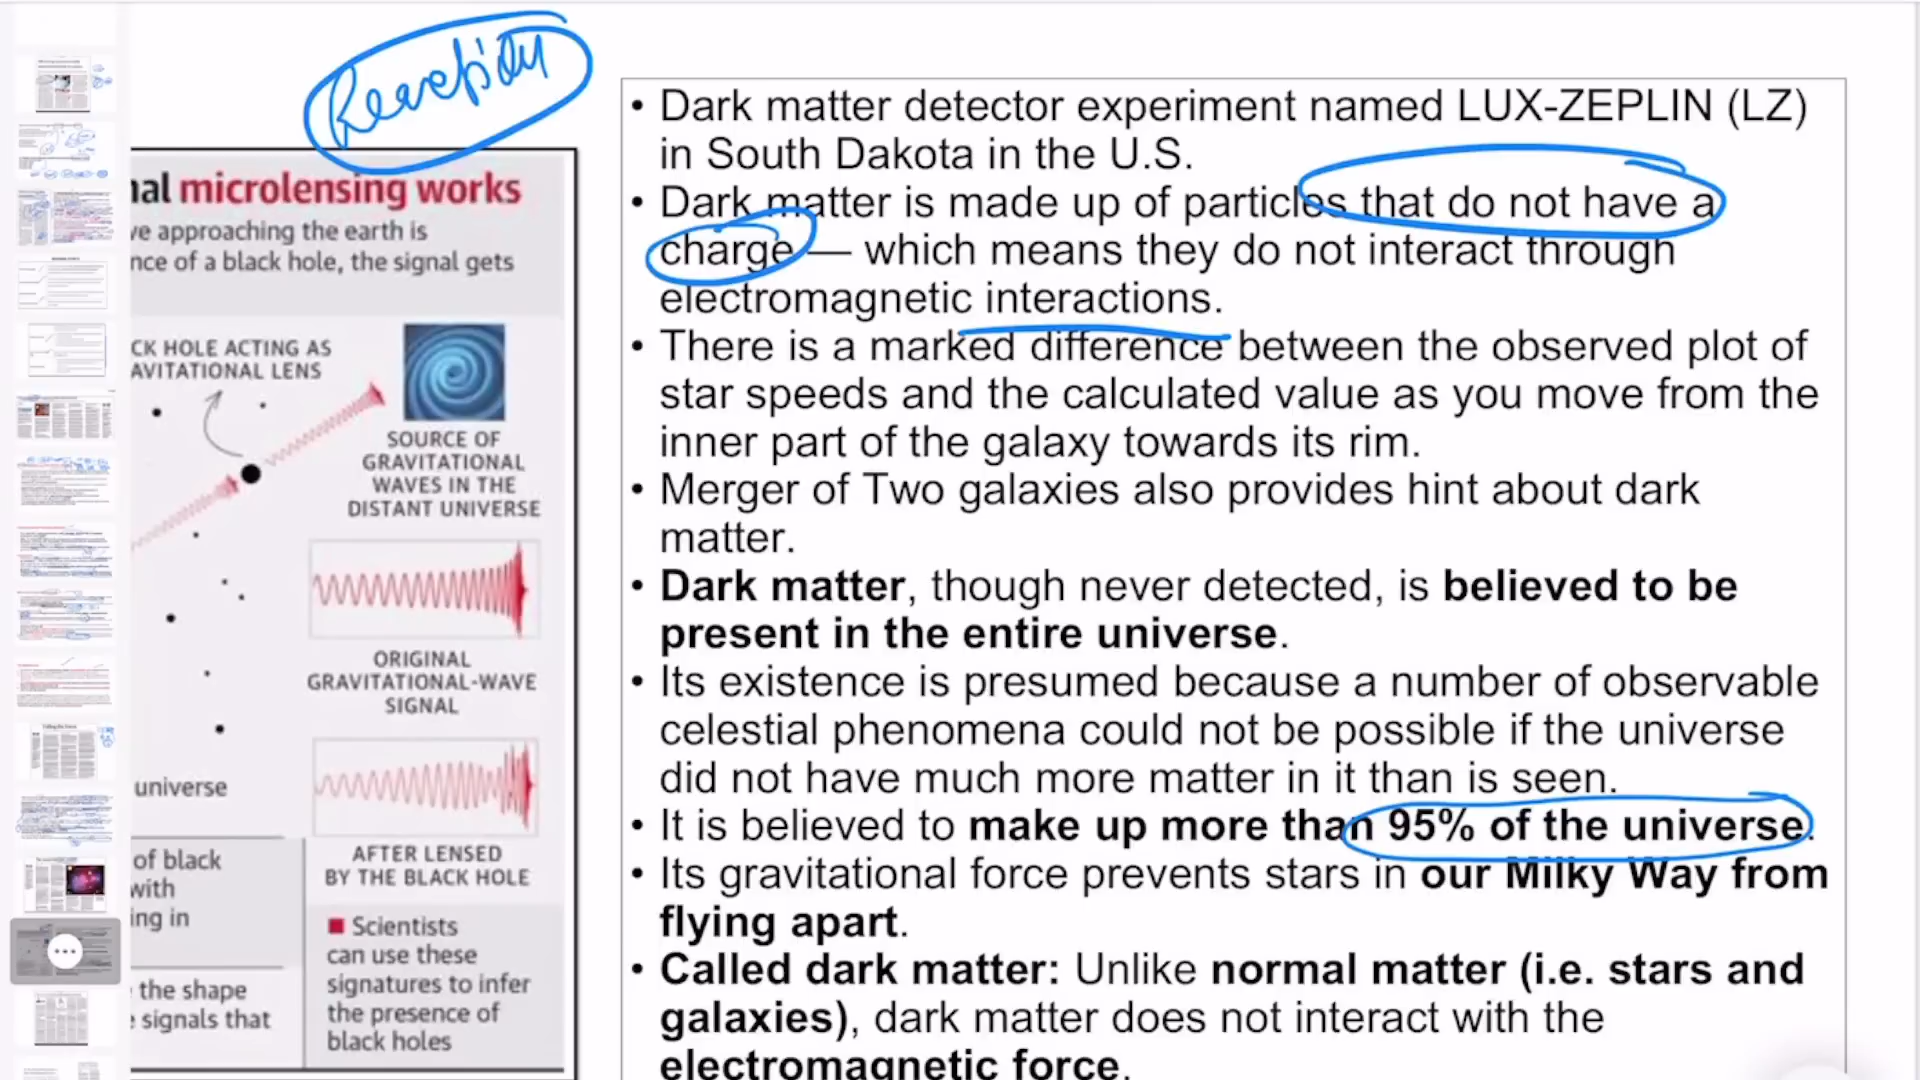 Reaction
nal microlensing works
ve approaching the earth is
nce of a black hole, the signal gets
CK HOLE ACTING AS
AVITATIONAL LENS
SOURCE OF
GRAVITATIONAL
WAVES IN THE
DISTANT UNIVERSE
ORIGINAL
GRAVITATIONAL-WAVE
SIGNAL
universe
AFTER LENSED
BY THE BLACK HOLE
of black
with
ing in
the shape
signals that
■ Scientists
can use these
signatures to infer
the presence of
black holes
• Dark matter detector experiment named LUX-ZEPLIN (LZ)
in South Dakota in the U.S.
• Dark matter is made up of particles that do not have a
charge — which means they do not interact through
electromagnetic interactions.
• There is a marked difference between the observed plot of
star speeds and the calculated value as you move from the
inner part of the galaxy towards its rim.
• Merger of Two galaxies also provides hint about dark
matter.
• Dark matter, though never detected, is believed to be
present in the entire universe.
• Its existence is presumed because a number of observable
celestial phenomena could not be possible if the universe
did not have much more matter in it than is seen.
• It is believed to make up more than 95% of the universe.
• Its gravitational force prevents stars in our Milky Way from
flying apart.
• Called dark matter: Unlike normal matter (i.e. stars and
galaxies), dark matter does not interact with the
electromagnetic force.